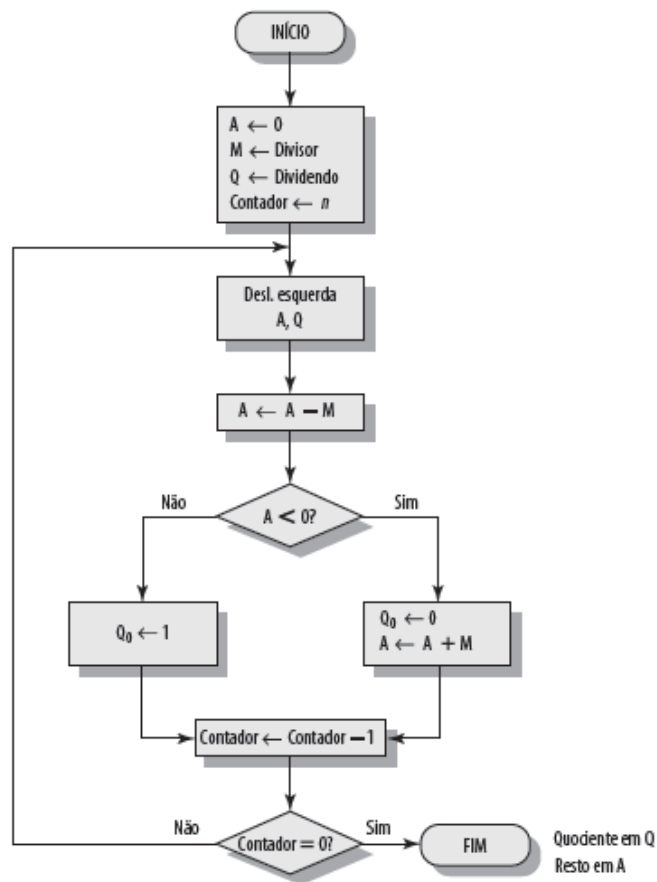 INÍCIO
A ← 0
M ← Divisor
Q ← Dividendo
Contador ← n
Desl. esquerda
A, Q
A ← A − M
Não
A < 0?
Sim
Q₀ ← 1
Q₀ ← 0
A ← A + M
Contador ← Contador −1
Não
Contador = 0?
Sim
FIM
Quociente em Q
Resto em A